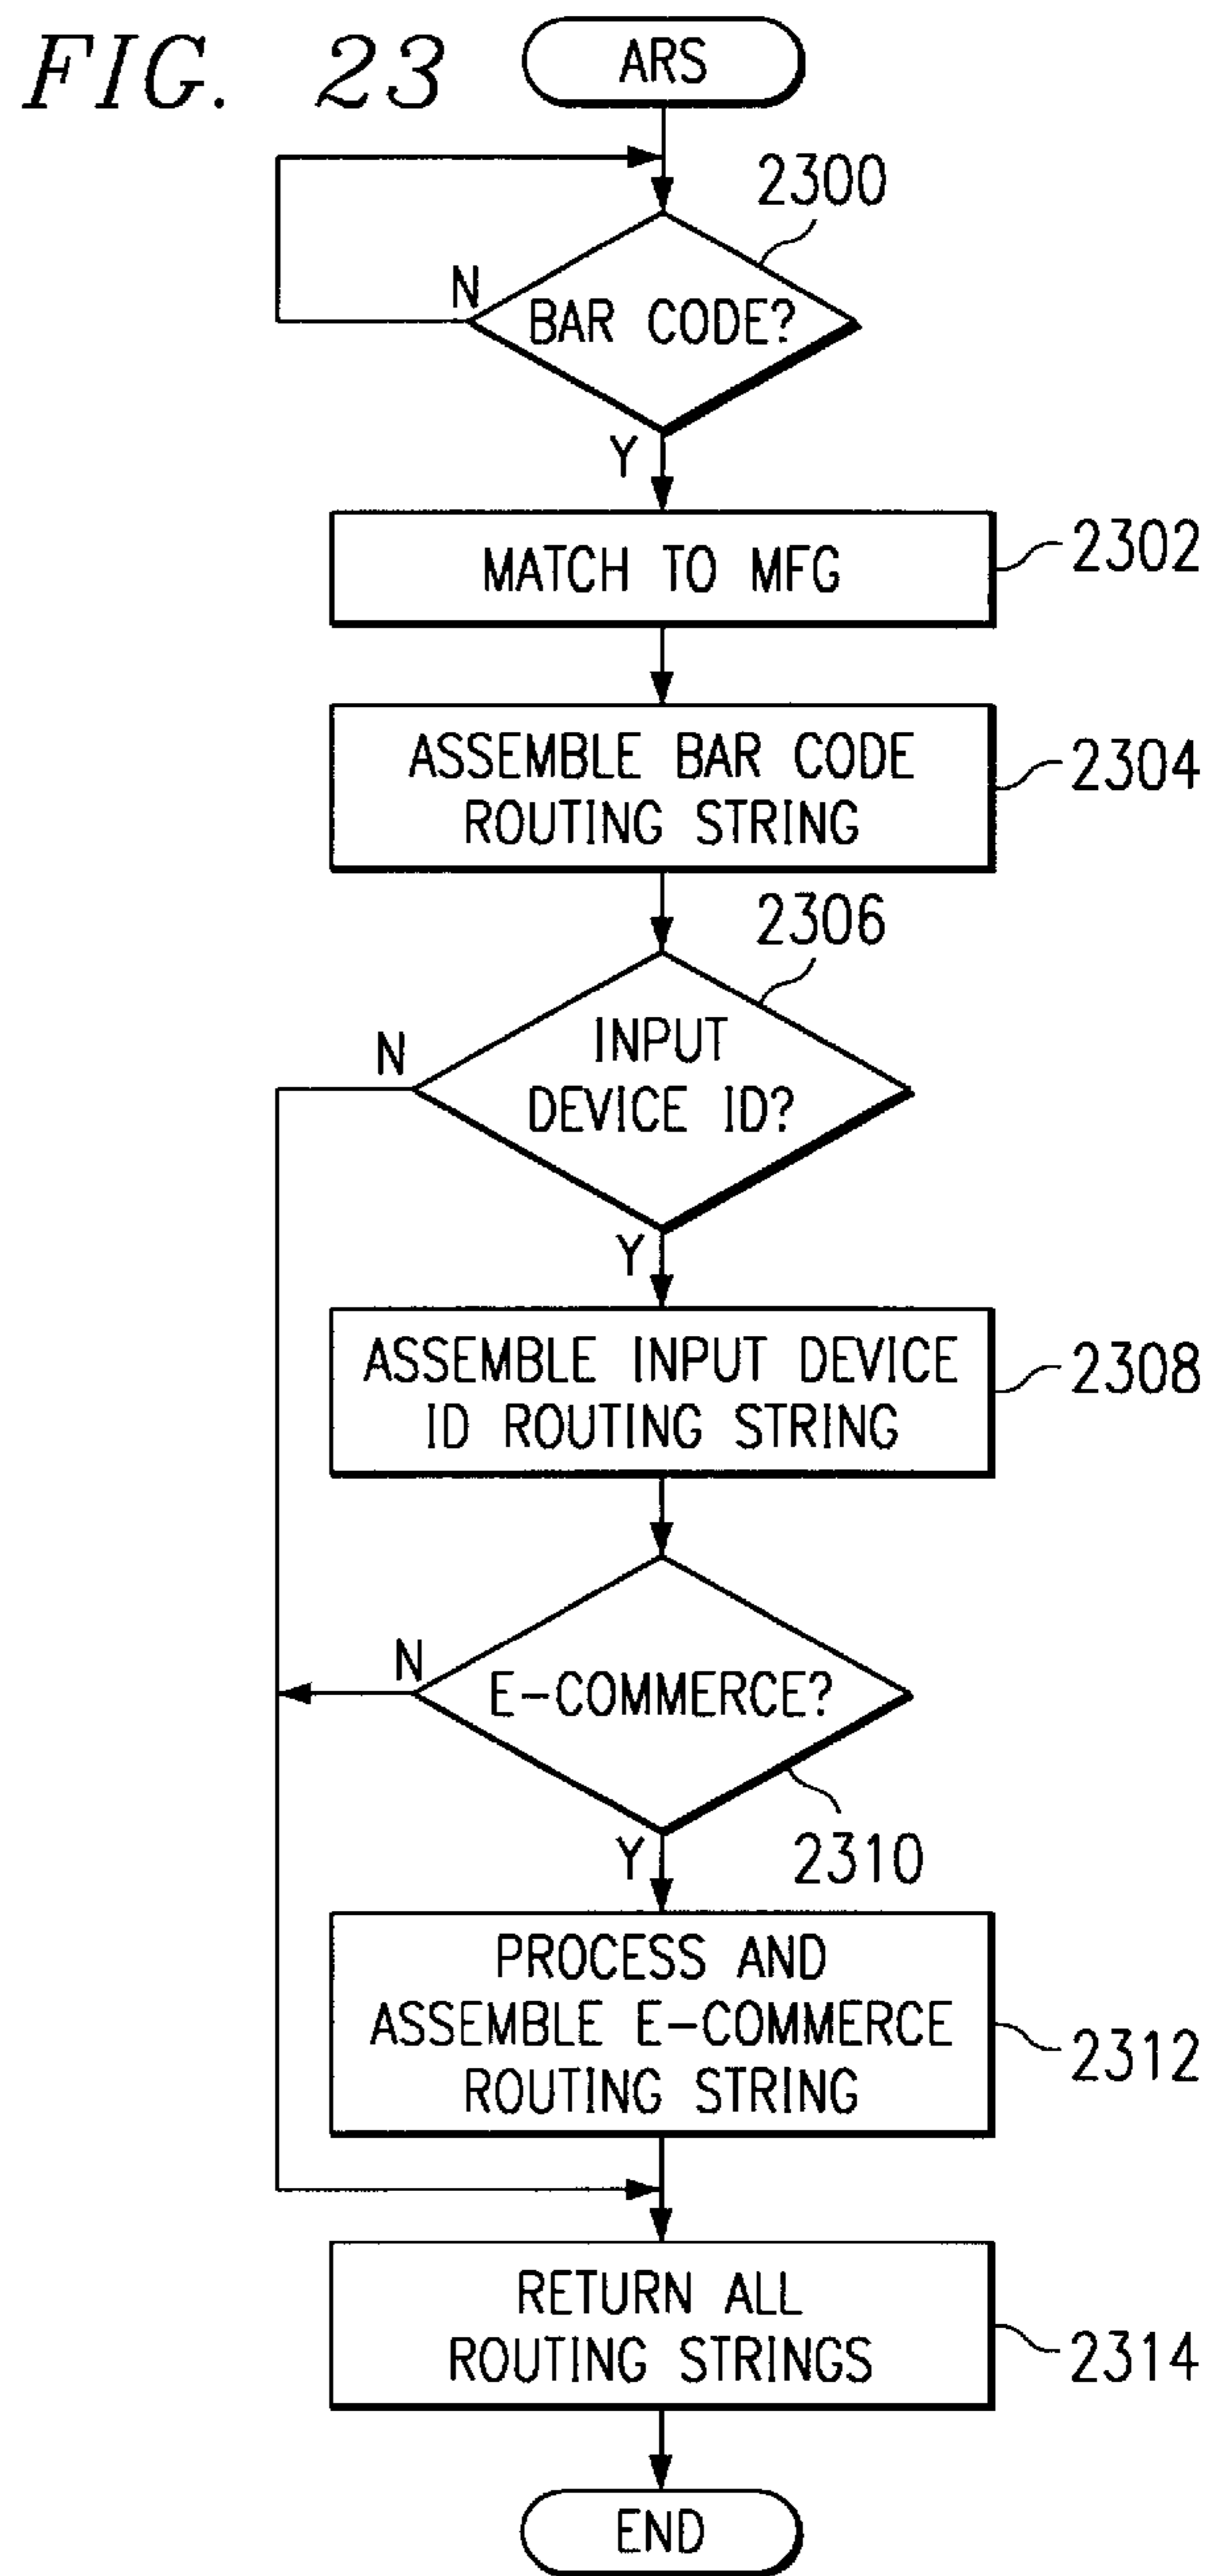 FIG. 23
ARS
2300
N
BAR CODE?
Y
MATCH TO MFG
2302
ASSEMBLE BAR CODE
ROUTING STRING
2304
2306
N
INPUT
DEVICE ID?
Y
ASSEMBLE INPUT DEVICE
ID ROUTING STRING
2308
N
E-COMMERCE?
Y
2310
PROCESS AND
ASSEMBLE E-COMMERCE
ROUTING STRING
2312
RETURN ALL
ROUTING STRINGS
2314
END